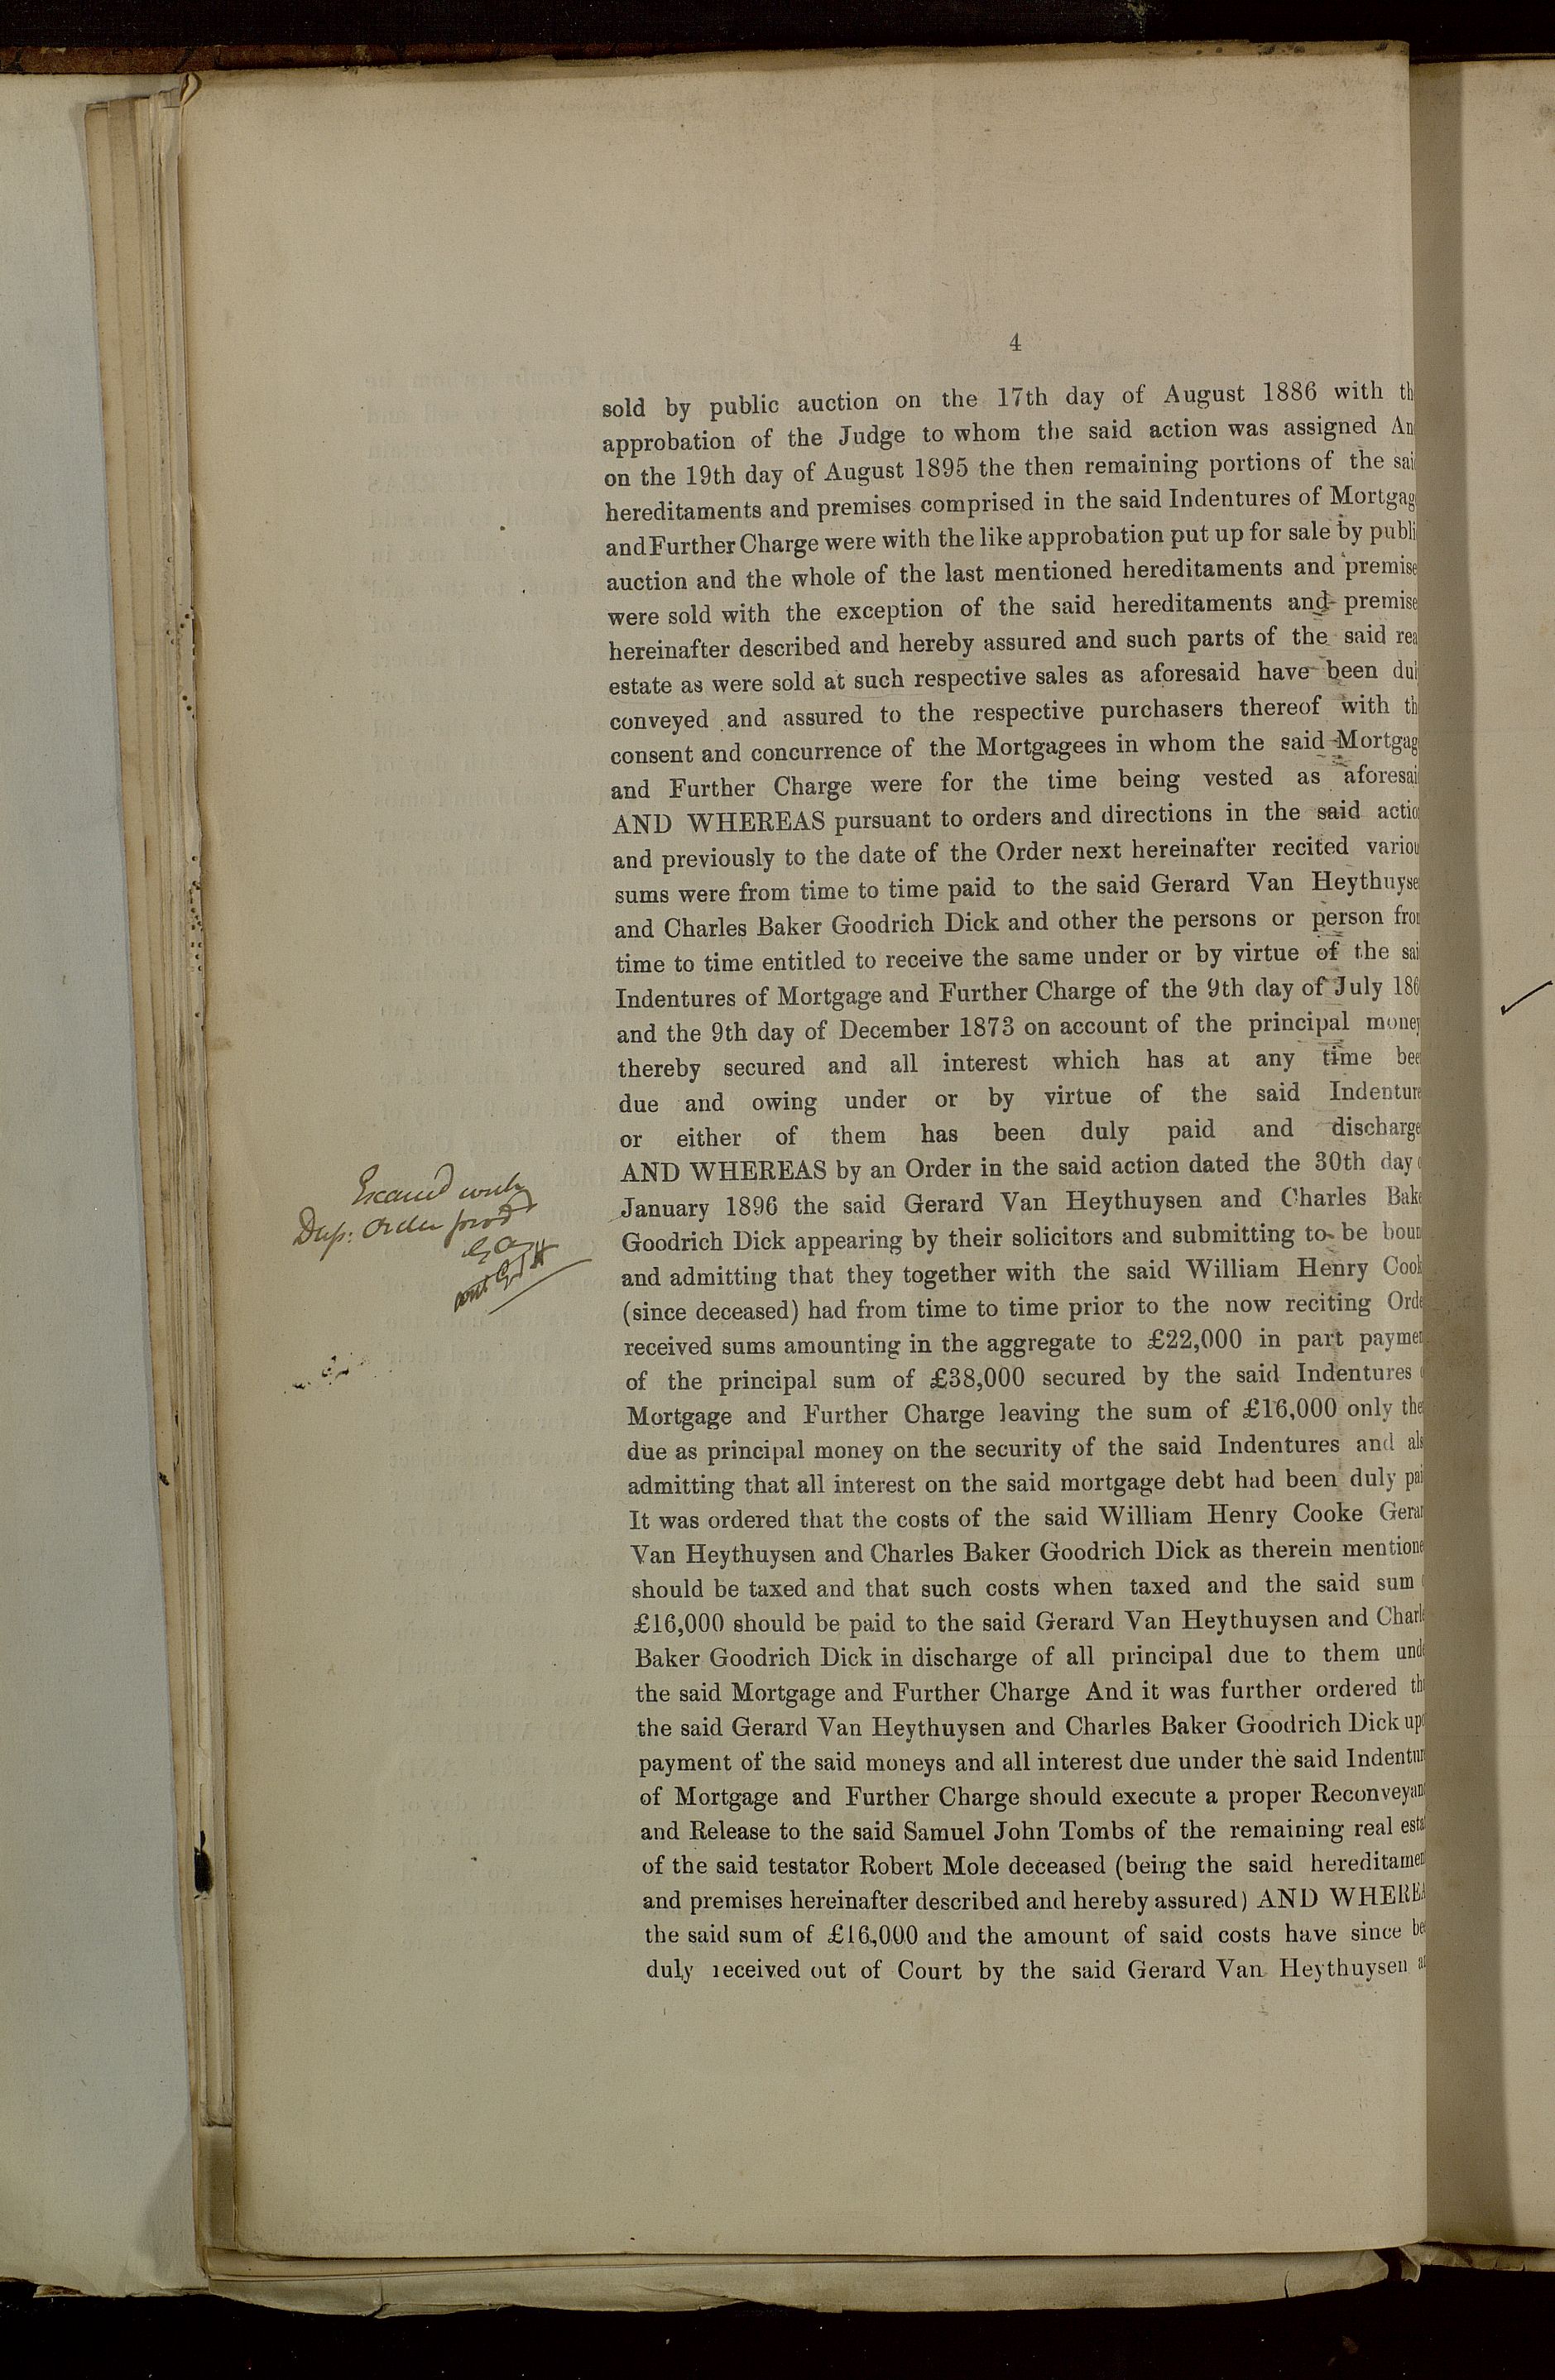 4
sold by public auction on the 17th day of August 1886 with th
approbation of the Judge to whom the said action was assigned An
on the 19th day of August 1895 the then remaining portions of the sai
hereditaments and premises comprised in the said Indentures of Mortgag
and Further Charge were with the like approbation put up for sale by publi
auction and the whole of the last mentioned hereditaments and premise
were sold with the exception of the said hereditaments and premise
hereinafter described and hereby assured and such parts of the said rea
estate as were sold at such respective sales as aforesaid have been dul
conveyed and assured to the respective purchasers thereof with th
consent and concurrence of the Mortgagees in whom the said Mortgag
and Further Charge were for the time being vested as aforesai
AND WHEREAS pursuant to orders and directions in the said actio
and previously to the date of the Order next hereinafter recited variou
sums were from time to time paid to the said Gerard Van Heythuyse
and Charles Baker Goodrich Dick and other the persons or person fro
time to time entitled to receive the same under or by virtue of the sai
Indentures of Mortgage and Further Charge of the 9th day of July 186
and the 9th day of December 1873 on account of the principal money
thereby secured and all interest which has at any time bee
due and owing under or by virtue of the said Indenture
or either of them has been duly paid and discharge
AND WHEREAS by an Order in the said action dated the 30th day
January 1896 the said Gerard Van Heythuysen and Charles Bake
Goodrich Dick appearing by their solicitors and submitting to be boun
and admitting that they together with the said William Henry Cook
(since deceased) had from time to time prior to the now reciting Orde
received sums amounting in the aggregate to £22,000 in part paymen
of the principal sum of £38,000 secured by the said Indentures
Mortgage and Further Charge leaving the sum of £16,000 only the
due as principal money on the security of the said Indentures and als
admitting that all interest on the said mortgage debt had been duly pai
It was ordered that the costs of the said William Henry Cooke Gerar
Van Heythuysen and Charles Baker Goodrich Dick as therein mentione
should be taxed and that such costs when taxed and the said sum
£16,000 should be paid to the said Gerard Van Heythuysen and Charle
Baker Goodrich Dick in discharge of all principal due to them unde
the said Mortgage and Further Charge And it was further ordered tha
the said Gerard Van Heythuysen and Charles Baker Goodrich Dick upo
payment of the said moneys and all interest due under the said Indentur
of Mortgage and Further Charge should execute a proper Reconveyanc
and Release to the said Samuel John Tombs of the remaining real esta
of the said testator Robert Mole deceased (being the said hereditamen
and premises hereinafter described and hereby assured) AND WHEREA
the said sum of £16,000 and the amount of said costs have since be
duly received out of Court by the said Gerard Van Heythuysen a
Examd with
Dup: Order prod